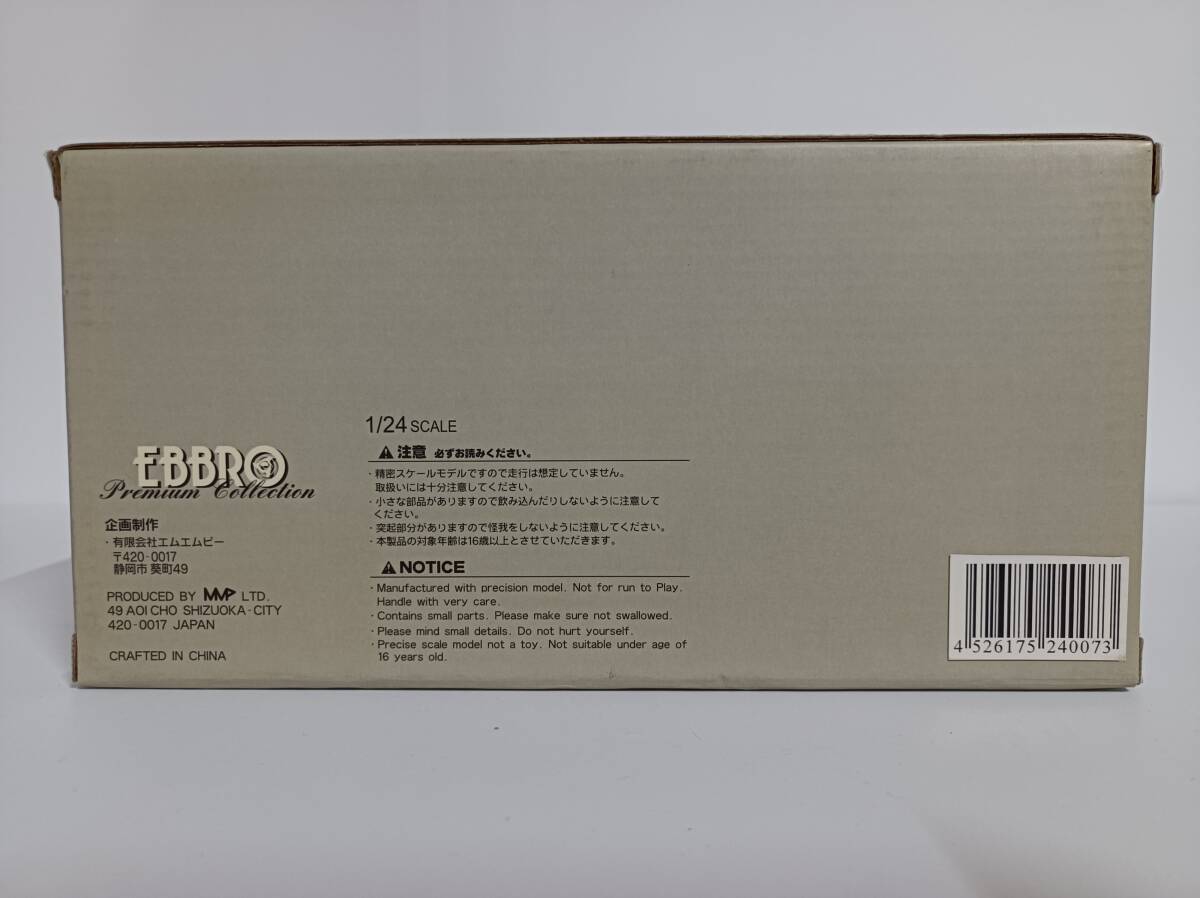 EBBRO
Premium Collection
企画制作
・有限会社エムエムピー
〒420-0017
静岡市 葵町49
PRODUCED BY MMP LTD.
49 AOI CHO SHIZUOKA-CITY
420-0017 JAPAN
CRAFTED IN CHINA
1/24 SCALE
注意 必ずお読みください。
・精密スケールモデルですので走行は想定していません。
取扱いには十分注意してください。
・小さな部品がありますので飲み込んだりしないように注意して
ください。
・突起部分がありますので怪我をしないように注意してください。
・本製品の対象年齢は16歳以上とさせていただきます。
NOTICE
・Manufactured with precision model. Not for run to Play.
Handle with very care.
・Contains small parts. Please make sure not swallowed.
・Please mind small details. Do not hurt yourself.
・Precise scale model not a toy. Not suitable under age of
16 years old.
4 526175 240073